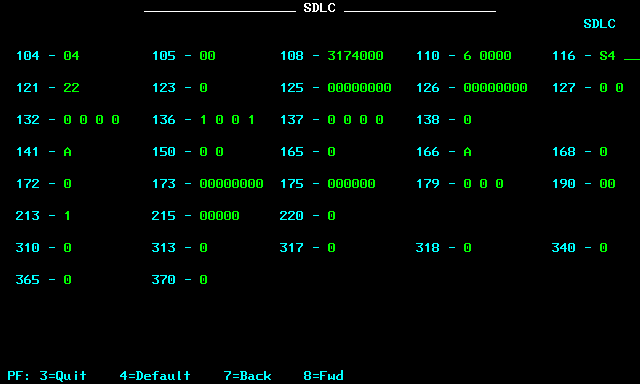 SDLC
SDLC
104 - 04 105 - 00 108 - 3174000 110 - 6 0000 116 - S4 __
121 - 22 123 - 0 125 - 00000000 126 - 00000000 127 - 0 0
132 - 0 0 0 0 136 - 1 0 0 1 137 - 0 0 0 0 138 - 0
141 - A 150 - 0 0 165 - 0 166 - A 168 - 0
172 - 0 173 - 00000000 175 - 000000 179 - 0 0 0 190 - 00
213 - 1 215 - 00000 220 - 0
310 - 0 313 - 0 317 - 0 318 - 0 340 - 0
365 - 0 370 - 0
PF: 3=Quit 4=Default 7=Back 8=Fwd